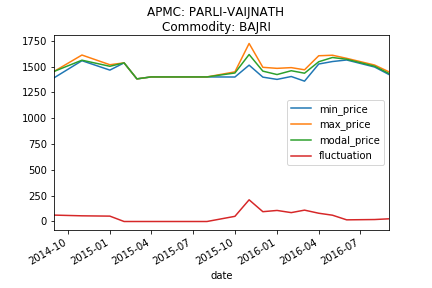 APMC: PARLI-VAIJNATH
Commodity: BAJRI
1750
1500
1250
1000
750
500
250
0
min_price
max_price
modal_price
fluctuation
2014-10
2015-01
2015-04
2015-07
2015-10
2016-01
2016-04
2016-07
date